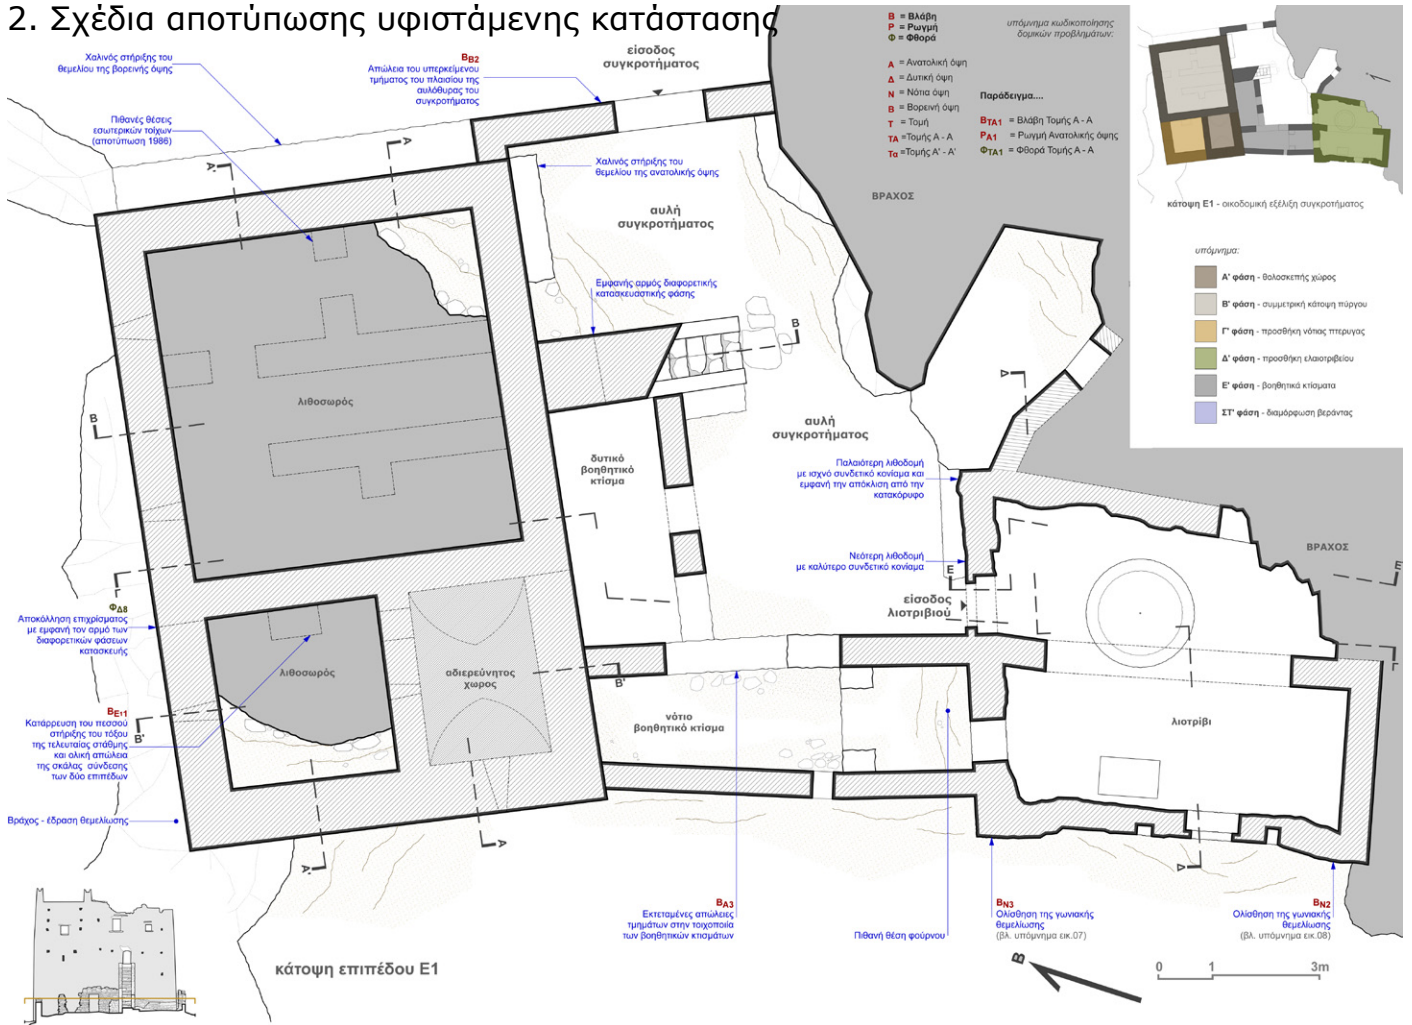 2. Σχέδια αποτύπωσης υφιστάμενης κατάστασης
Χαλινός στήριξης του
θεμελίου της βορεινής όψης
Πιθανές θέσεις
εσωτερικών τοίχων
(αποτύπωση 1986)
ΒΒ2
Απώλεια του υπερκείμενου
τμήματος του πλαισίου της
αυλόθυρας του
συγκροτήματος
είσοδος
συγκροτήματος
Β = Βλάβη
Ρ = Ρωγμή
Φ = Φθορά
υπόμνημα κωδικοποίησης
δομικών προβλημάτων:
Α = Ανατολική όψη
Δ = Δυτική όψη
Ν = Νότια όψη
Β = Βορεινή όψη
Τ = Τομή
ΤΑ =Τομής Α - Α
Τα =Τομής Α' - Α'
Παράδειγμα....
ΒΤΑ1 = Βλάβη Τομής Α - Α
ΡΑ1 = Ρωγμή Ανατολικής όψης
ΦΤΑ1 = Φθορά Τομής Α - Α
κάτοψη Ε1 - οικοδομική εξέλιξη συγκροτήματος
υπόμνημα:
Α' φάση - θολοσκεπής χώρος
Β' φάση - συμμετρική κάτοψη πύργου
Γ' φάση - προσθήκη νότιας πτερυγας
Δ' φάση - προσθήκη ελαιοτριβείου
Ε' φάση - βοηθητικά κτίσματα
ΣΤ' φάση - διαμόρφωση βεράντας
Α'
Α
Χαλινός στήριξης του
θεμελίου της ανατολικής όψης
ΒΡΑΧΟΣ
αυλή
συγκροτήματος
Εμφανής αρμός διαφορετικής
κατασκευαστικής φάσης
Β
Δ
λιθοσωρός
Β
αυλή
συγκροτήματος
δυτικό
βοηθητικό
κτίσμα
Παλαιότερη λιθοδομή
με ισχνό συνδετικό κονίαμα και
εμφανή την απόκλιση από την
κατακόρυφο
ΒΡΑΧΟΣ
Νεότερη λιθοδομή
με καλύτερο συνδετικό κονίαμα
Ε
Ε'
είσοδος
λιοτριβιού
ΦΔ8
Αποκόλληση επιχρίσματος
με εμφανή τον αρμό των
διαφορετικών φάσεων
κατασκευής
λιθοσωρός
αδιερεύνητος
χωρος
Β'
Γ
ΒΕτ1
Κατάρρευση του πεσσού
στήριξης του τόξου
της τελευταίας στάθμης
και ολική απώλεια
της σκάλας σύνδεσης
των δύο επιπέδων
Β'
νότιο
βοηθητικό κτίσμα
λιοτρίβι
Βράχος - έδραση θεμελίωσης
Α'
Α
Δ
ΒΑ3
Εκτεταμένες απώλειες
τμημάτων στην τοιχοποιία
των βοηθητικών κτισμάτων
Πιθανή θέση φούρνου
ΒΝ3
Ολίσθηση της γωνιακής
θεμελίωσης
(βλ. υπόμνημα εικ.07)
ΒΝ2
Ολίσθηση της γωνιακής
θεμελίωσης
(βλ. υπόμνημα εικ.08)
κάτοψη επιπέδου Ε1
Β
0 1 3m